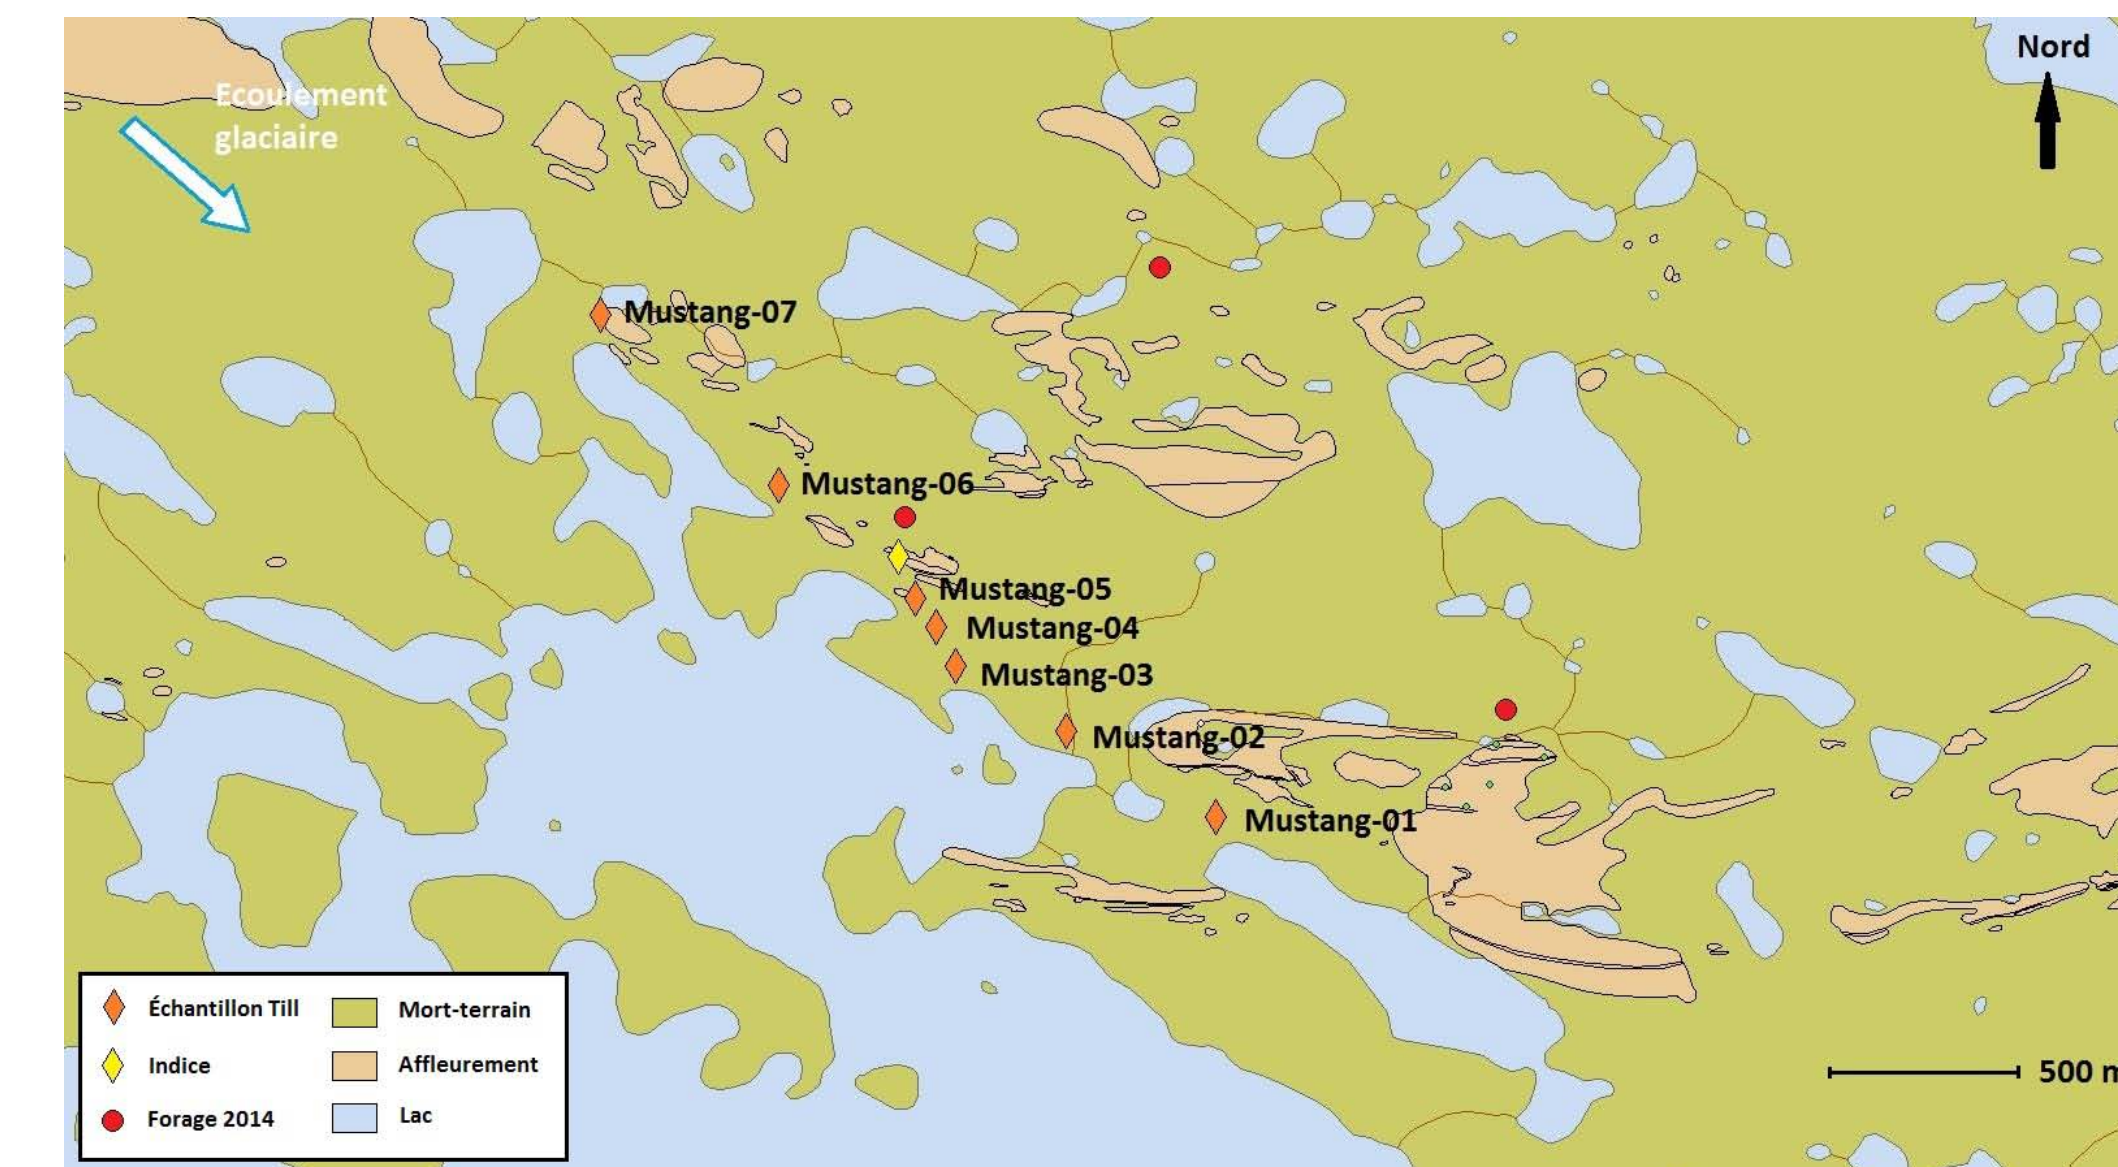 Nord
Ecoulement
glaciaire
Mustang-07
Mustang-06
Mustang-05
Mustang-04
Mustang-03
Mustang-02
Mustang-01
Échantillon Till
Mort-terrain
Indice
Affleurement
Forage 2014
Lac
500 m